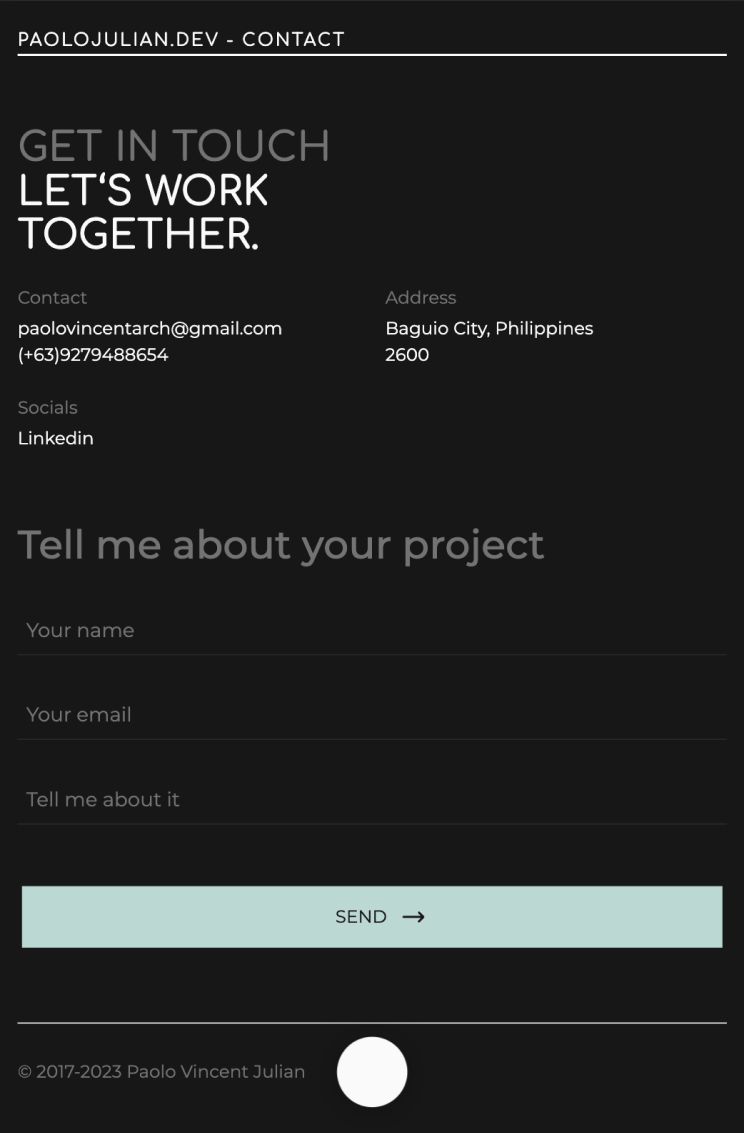 PAOLOJULIAN.DEV - CONTACT
GET IN TOUCH
LET‘S WORK
TOGETHER.
Contact
paolovincentarch@gmail.com
(+63)9279488654
Address
Baguio City, Philippines
2600
Socials
Linkedin
Tell me about your project
Your name
Your email
Tell me about it
SEND →
© 2017-2023 Paolo Vincent Julian